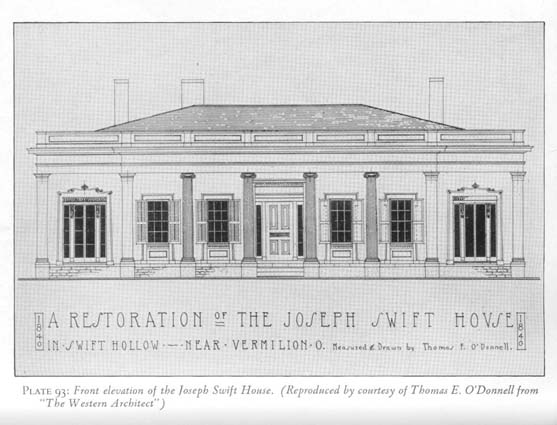 A RESTORATION OF THE JOSEPH SWIFT HOVSE
1840
1840
IN · SWIFT HOLLOW — NEAR · VERMILION · O. Measured & Drawn by Thomas E. O'Donnell.
PLATE 93: Front elevation of the Joseph Swift House. (Reproduced by courtesy of Thomas E. O'Donnell from
"The Western Architect")